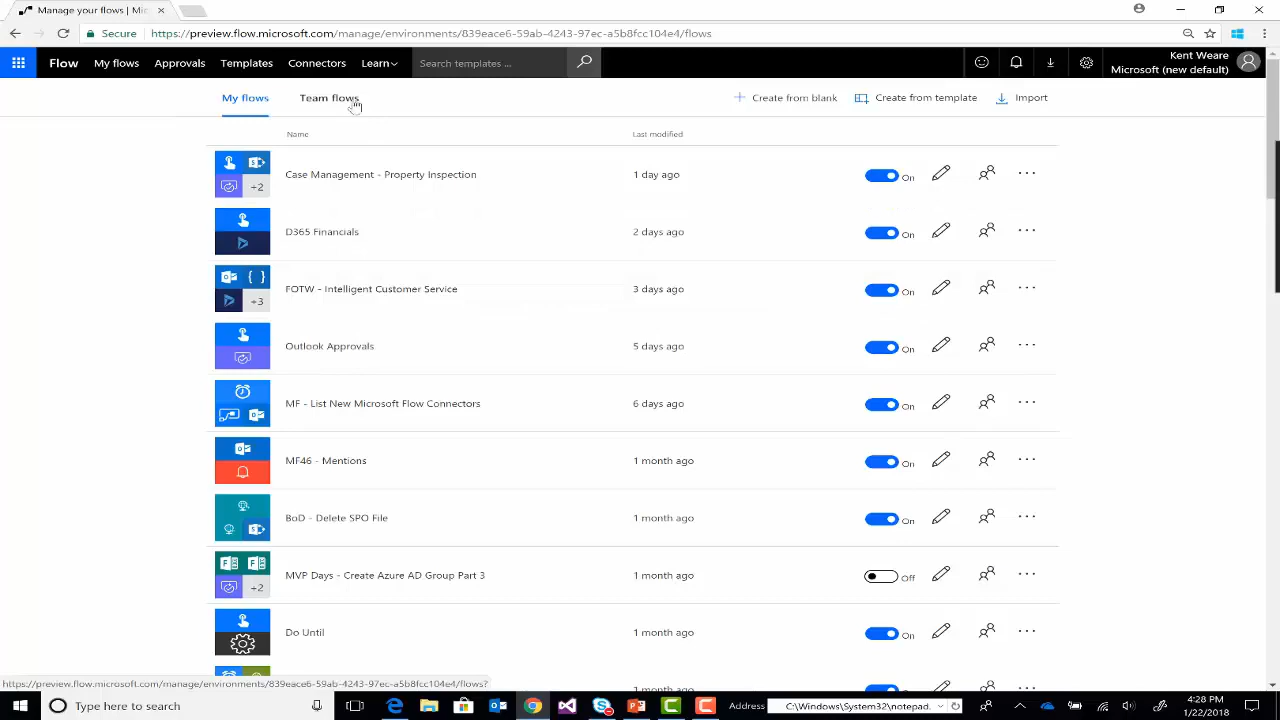 Manage your flows | Mic
Secure
https://preview.flow.microsoft.com/manage/environments/839eace6-59ab-4243-97ec-a5b8fcc104e4/flows
Flow
My flows
Approvals
Templates
Connectors
Learn
Search templates ...
Kent Weare
Microsoft (new default)
My flows
Team flows
Create from blank
Create from template
Import
Name
Last modified
+2
Case Management - Property Inspection
1 day ago
On
D365 Financials
2 days ago
On
+3
FOTW - Intelligent Customer Service
3 days ago
On
Outlook Approvals
5 days ago
On
MF - List New Microsoft Flow Connectors
6 days ago
On
MF46 - Mentions
1 month ago
On
BoD - Delete SPO File
1 month ago
On
+2
MVP Days - Create Azure AD Group Part 3
1 month ago
Off
Do Until
1 month ago
On
1 month ago
On
https://preview.flow.microsoft.com/manage/environments/839eace6-59ab-4243-97ec-a5b8fcc104e4/flows?
Type here to search
Address
C:\Windows\System32\notepad.
4:28 PM
1/22/2018